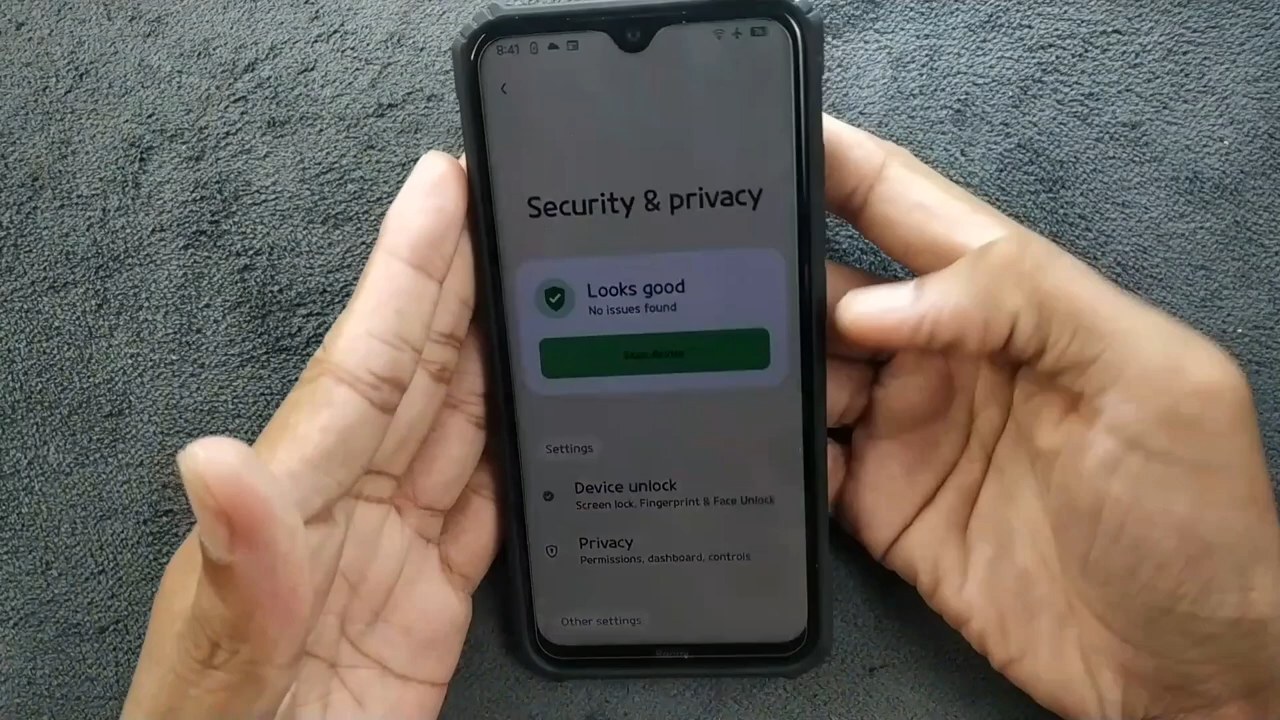 8:41
Security & privacy
Looks good
No issues found
Settings
Device unlock
Screen lock, Fingerprint & Face Unlock
Privacy
Permissions, dashboard, controls
Other settings